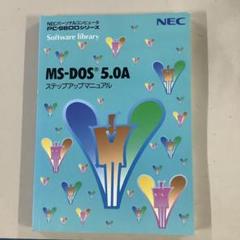 NEC
NECパーソナルコンピュータ
PC-9800シリーズ
Software library
MS-DOS® 5.0A
ステップアップマニュアル